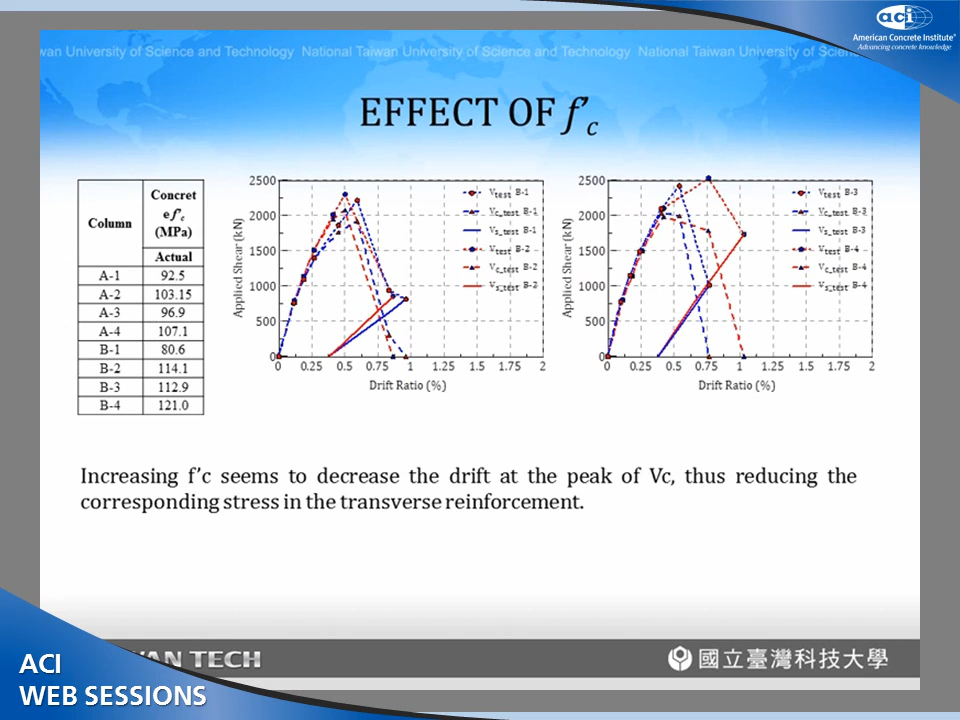 aci
American Concrete Institute®
Advancing concrete knowledge
wan University of Science and Technology National Taiwan University of Science and Technology National Taiwan University of Scien
EFFECT OF f'c
Column
Concret
e f'c
(MPa)
Actual
A-1 92.5
A-2 103.15
A-3 96.9
A-4 107.1
B-1 80.6
B-2 114.1
B-3 112.9
B-4 121.0
Applied Shear (kN)
2500
2000
1500
1000
500
0
0 0.25 0.5 0.75 1 1.25 1.5 1.75 2
Drift Ratio (%)
Vtest B-1
Vc_test B-1
Vs_test B-1
Vtest B-2
Vc_test B-2
Vs_test B-2
Applied Shear (kN)
2500
2000
1500
1000
500
0
0 0.25 0.5 0.75 1 1.25 1.5 1.75 2
Drift Ratio (%)
Vtest B-3
Vc_test B-3
Vs_test B-3
Vtest B-4
Vc_test B-4
Vs_test B-4
Increasing f'c seems to decrease the drift at the peak of Vc, thus reducing the
corresponding stress in the transverse reinforcement.
WAN TECH
國立臺灣科技大學
ACI
WEB SESSIONS